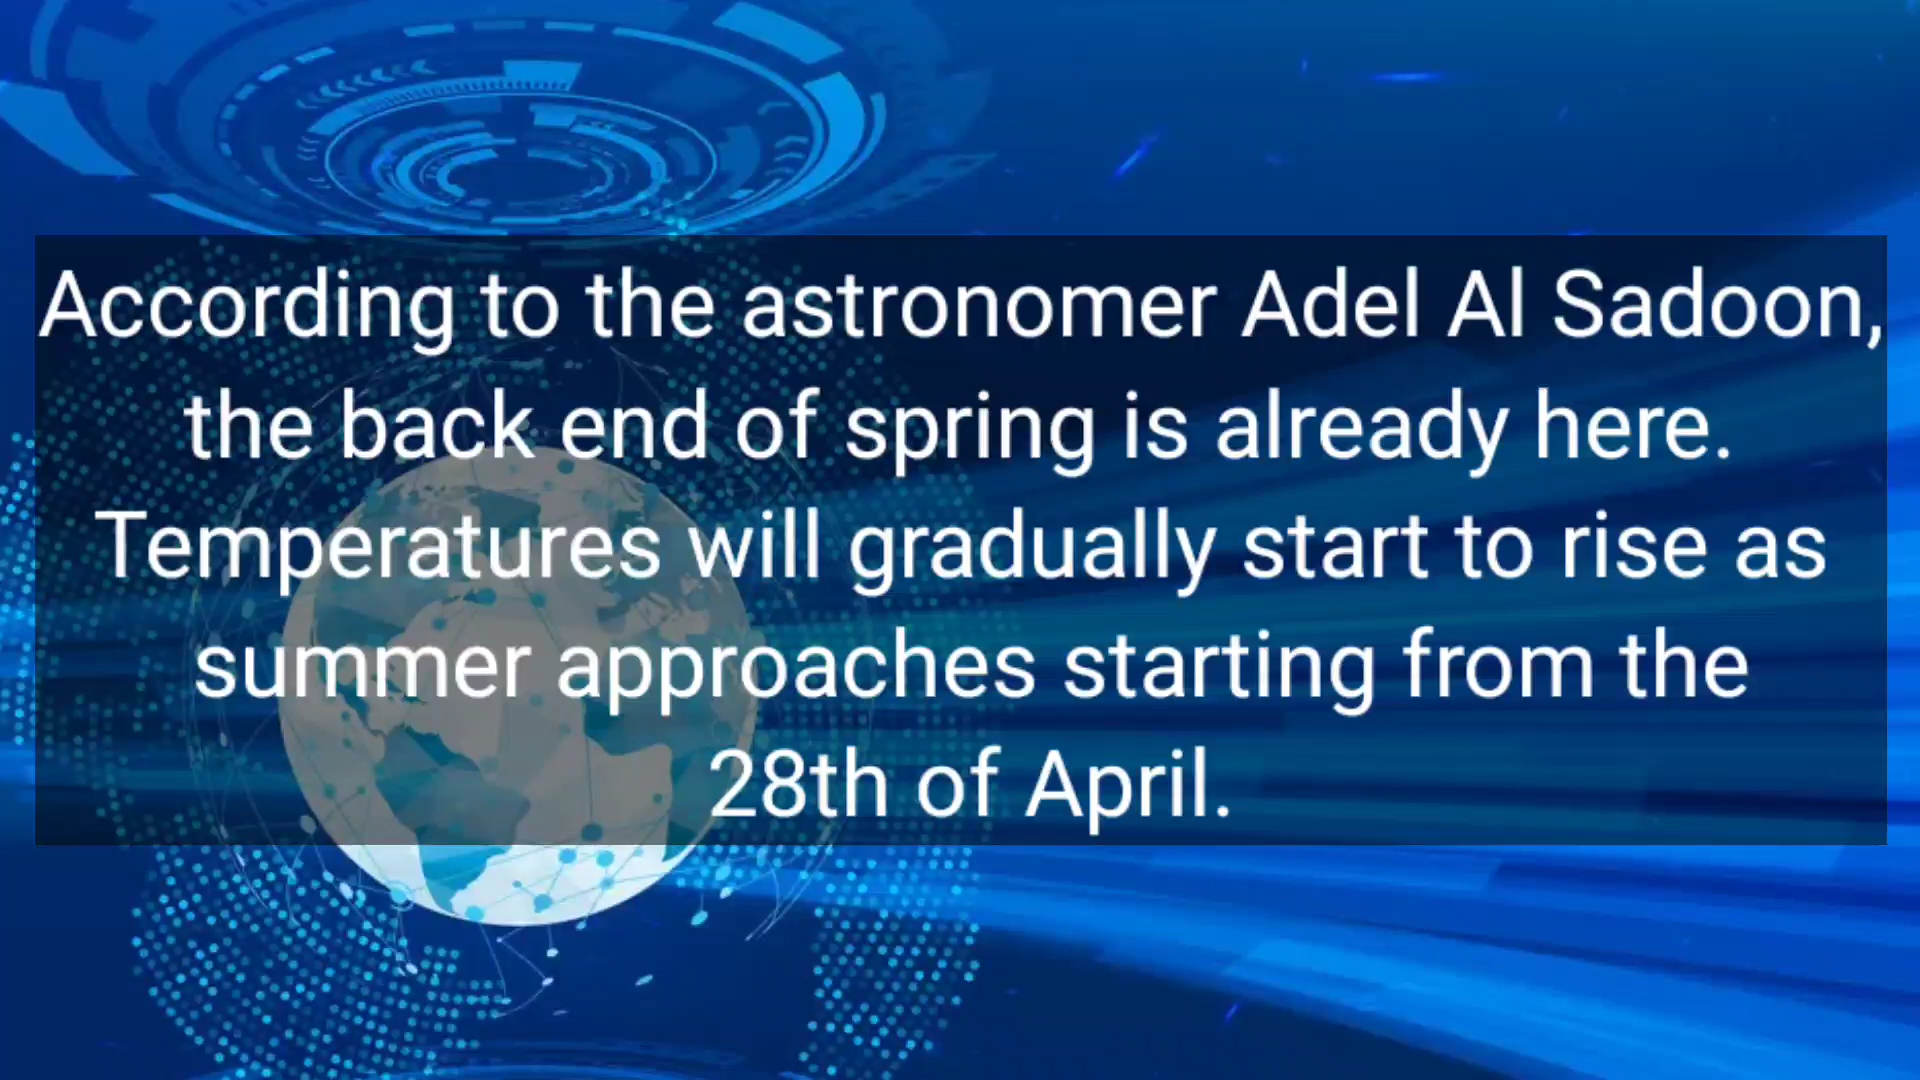 According to the astronomer Adel Al Sadoon,
the back end of spring is already here.
Temperatures will gradually start to rise as
summer approaches starting from the
28th of April.